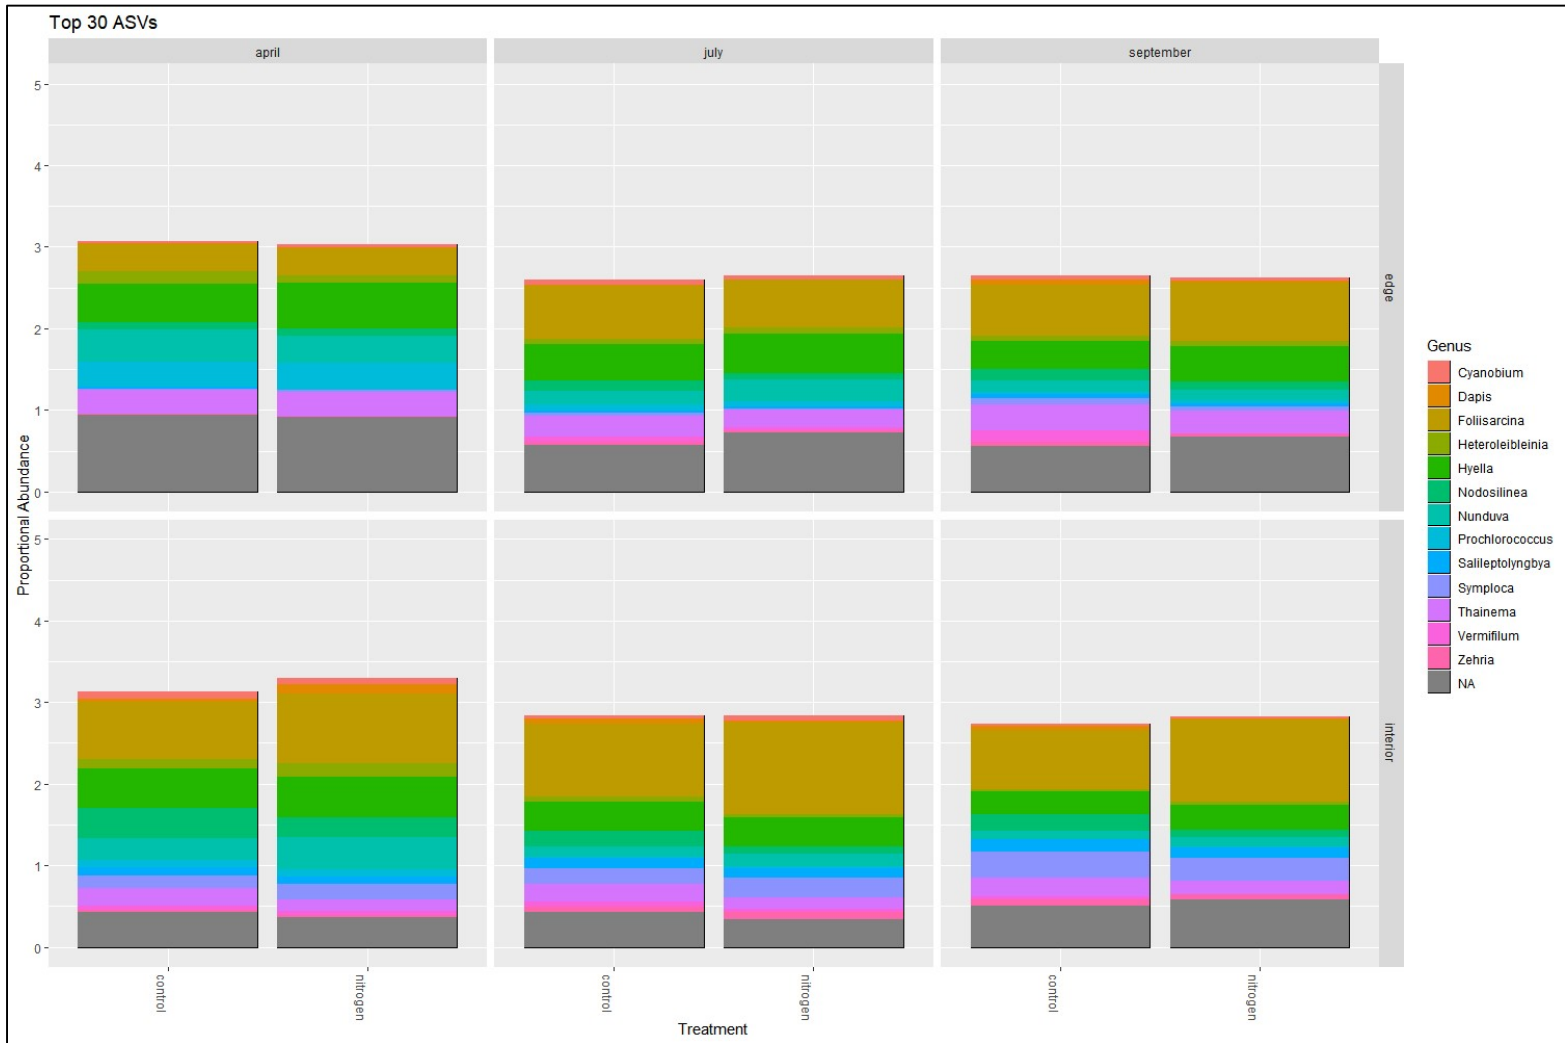 Top 30 ASVs
april
july
september
5
4
3
2
1
0
edge
5
4
3
2
1
0
interior
Proportional Abundance
control
nitrogen
control
nitrogen
control
nitrogen
Treatment
Genus
Cyanobium
Dapis
Foliisarcina
Heteroleibleinia
Hyella
Nodosilinea
Nunduva
Prochlorococcus
Salileptolyngbya
Symploca
Thainema
Vermifilum
Zehria
NA